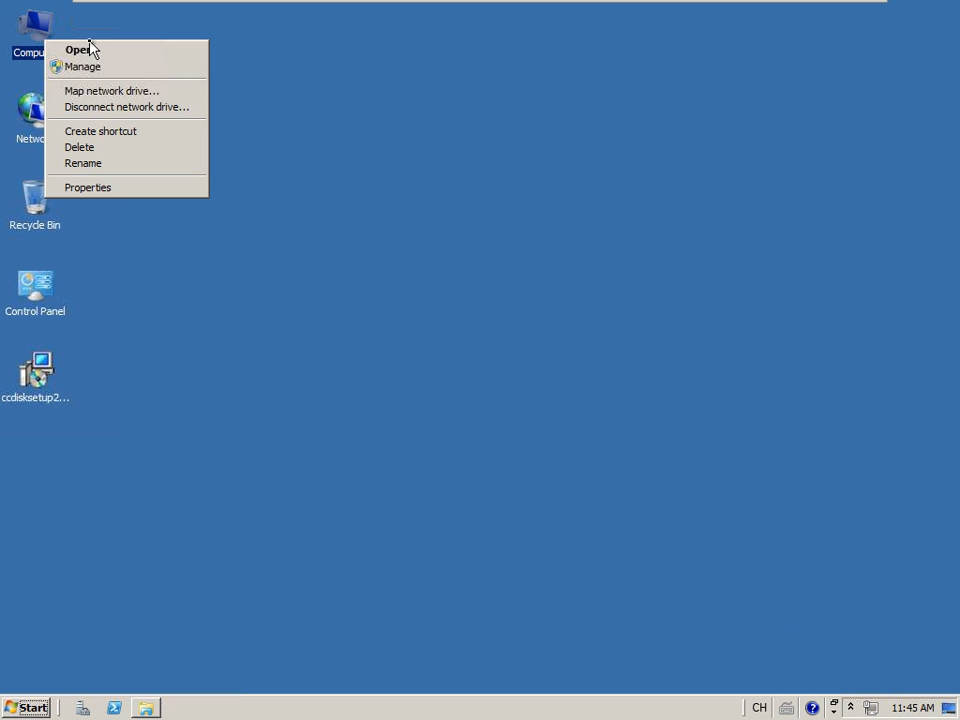 Compu
Open
Manage
Map network drive...
Disconnect network drive...
Create shortcut
Delete
Rename
Properties
Netwo
Recycle Bin
Control Panel
ccdisksetup2...
Start
CH
11:45 AM